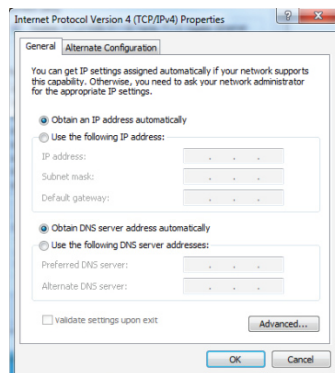 Internet Protocol Version 4 (TCP/IPv4) Properties
General
Alternate Configuration
You can get IP settings assigned automatically if your network supports
this capability. Otherwise, you need to ask your network administrator
for the appropriate IP settings.
Obtain an IP address automatically
Use the following IP address:
IP address:
Subnet mask:
Default gateway:
Obtain DNS server address automatically
Use the following DNS server addresses:
Preferred DNS server:
Alternate DNS server:
Validate settings upon exit
Advanced...
OK
Cancel